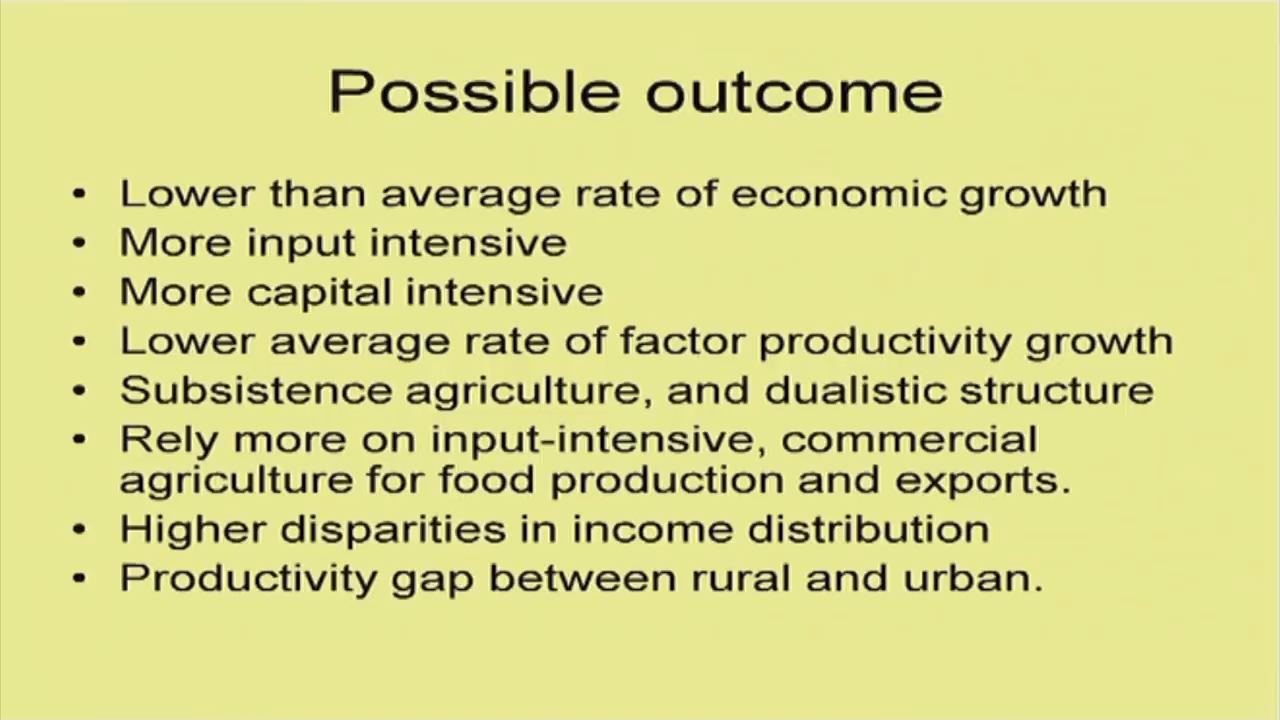 Possible outcome
• Lower than average rate of economic growth
• More input intensive
• More capital intensive
• Lower average rate of factor productivity growth
• Subsistence agriculture, and dualistic structure
• Rely more on input-intensive, commercial
agriculture for food production and exports.
• Higher disparities in income distribution
• Productivity gap between rural and urban.